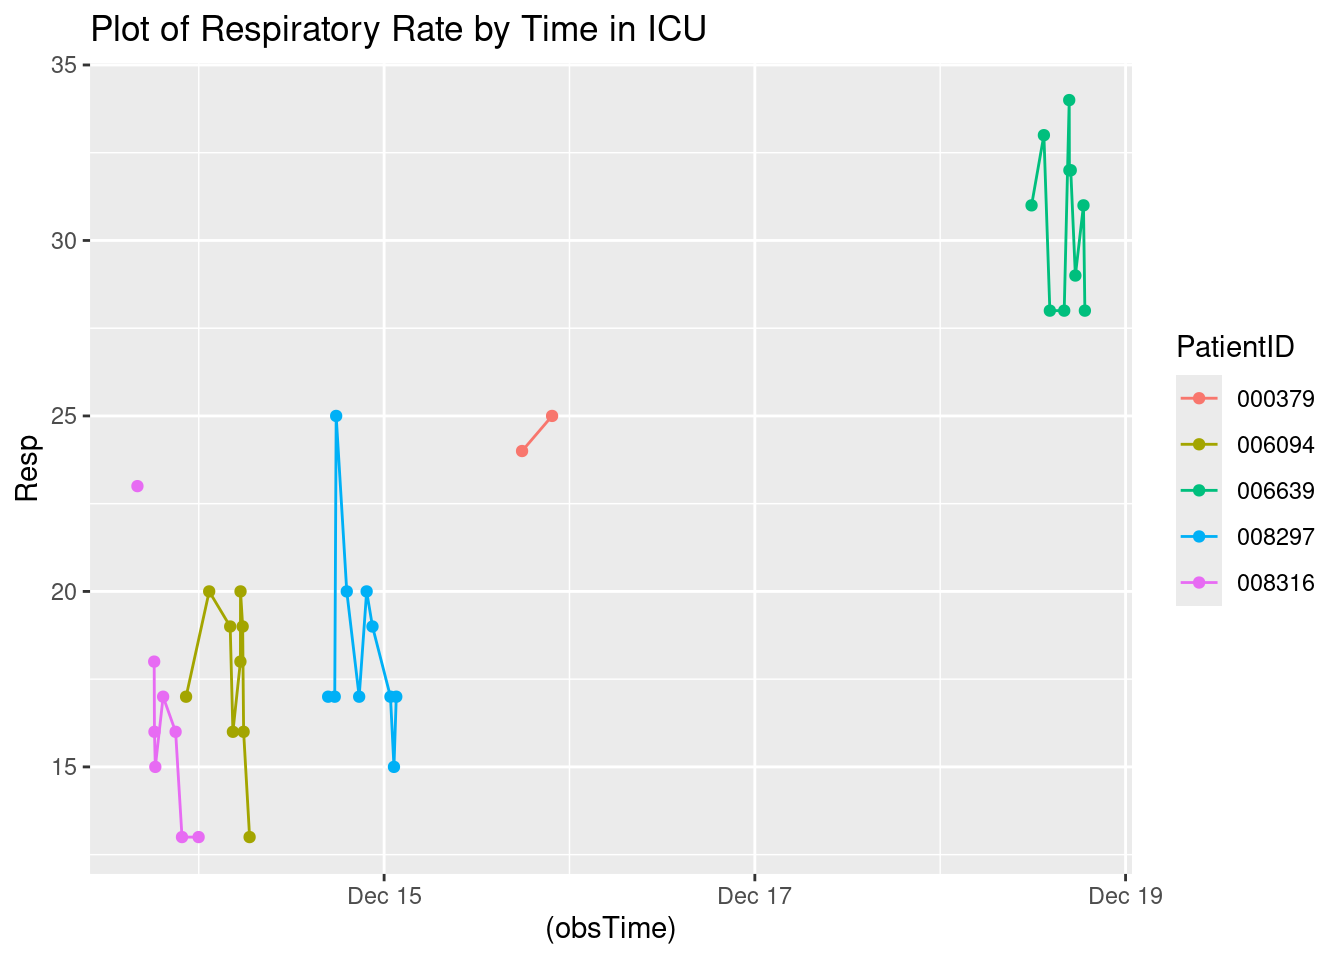 Plot of Respiratory Rate by Time in ICU
35
30
25
20
15
Resp
Dec 15
Dec 17
Dec 19
(obsTime)
PatientID
000379
006094
006639
008297
008316